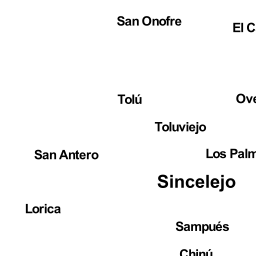 San Onofre
El C
Tolú
Ove
Toluviejo
San Antero
Los Palm
Sincelejo
Lorica
Sampués
Chinú